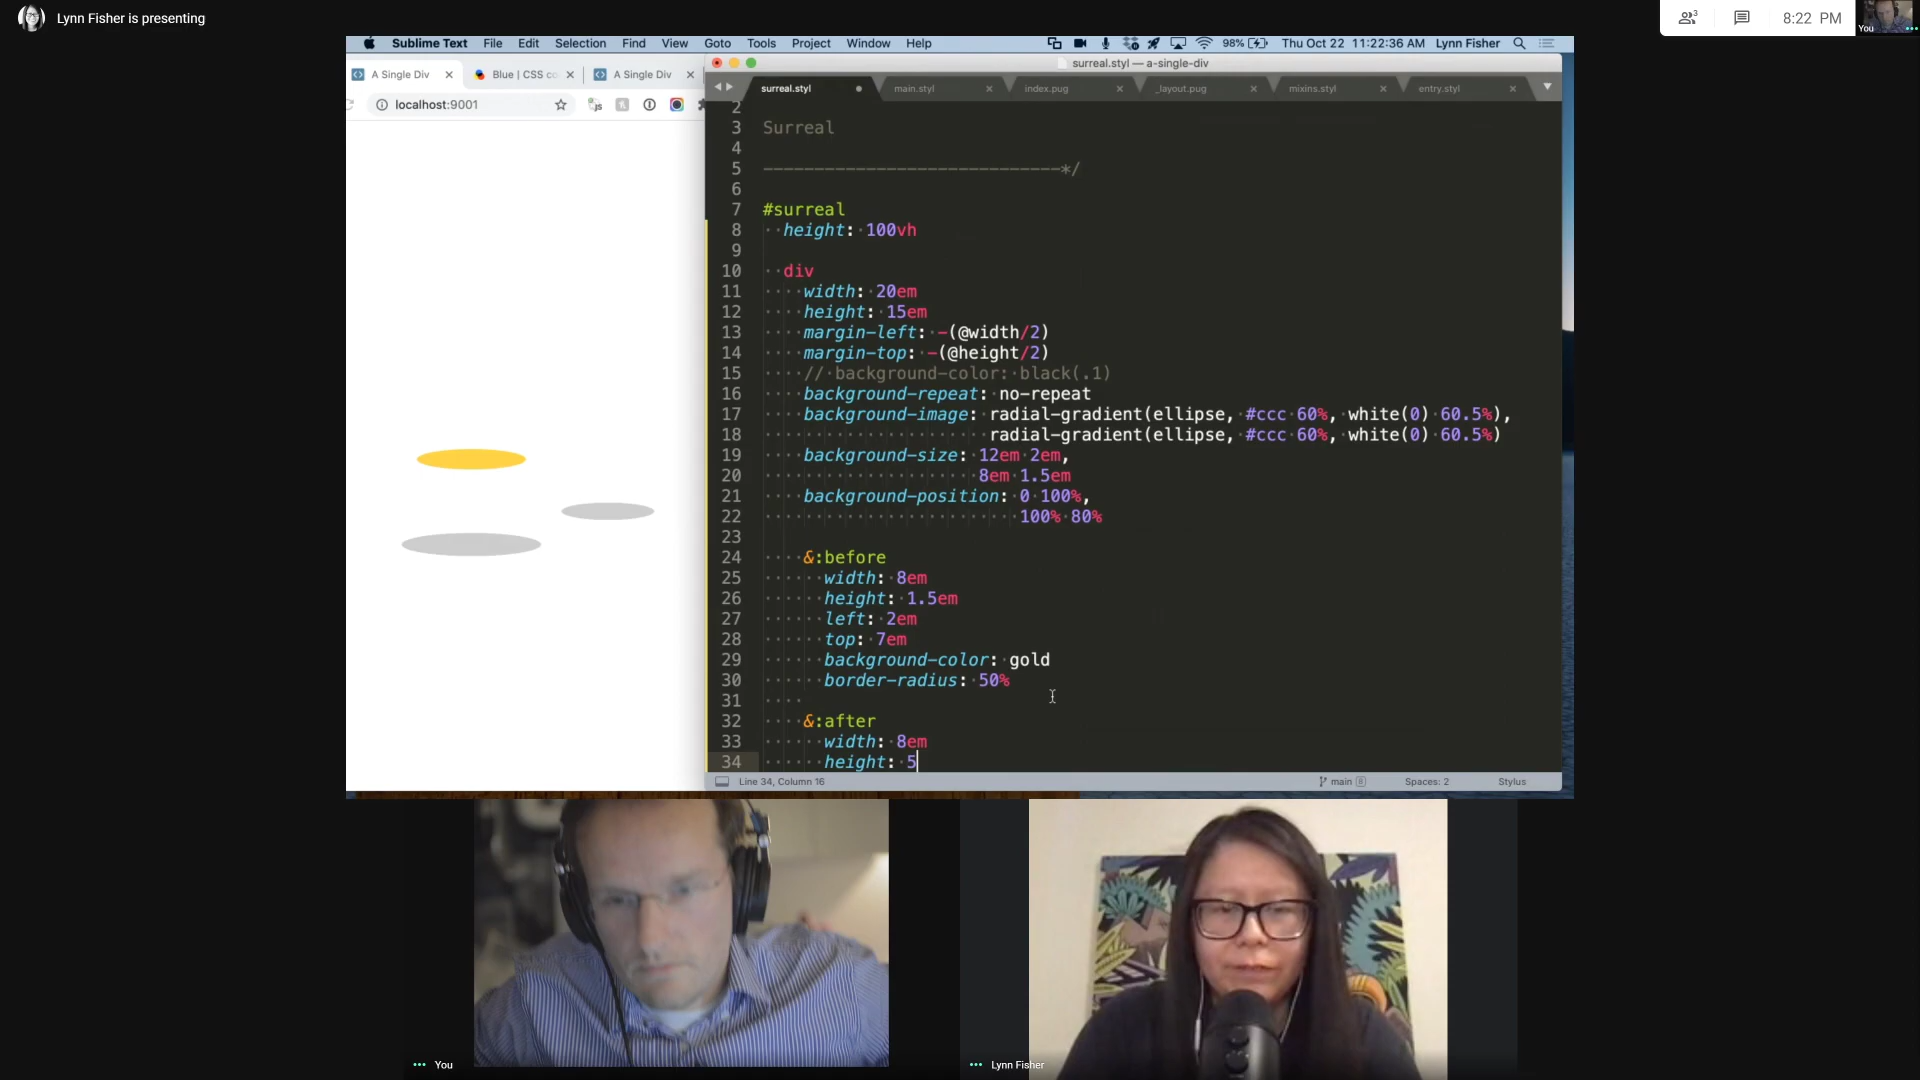 Lynn Fisher is presenting
3
8:22 PM
You
Sublime Text File Edit Selection Find View Goto Tools Project Window Help
98% Thu Oct 22 11:22:36 AM Lynn Fisher
A Single Div
Blue | CSS co
A Single Div
surreal.styl — a-single-div
localhost:9001
surreal.styl
main.styl
index.pug
_layout.pug
mixins.styl
entry.styl
2
3 Surreal
4
5 -----------------------------*/
6
7 #surreal
8 height: 100vh
9
10 div
11 width: 20em
12 height: 15em
13 margin-left: -(@width/2)
14 margin-top: -(@height/2)
15 // background-color: black(.1)
16 background-repeat: no-repeat
17 background-image: radial-gradient(ellipse, #ccc 60%, white(0) 60.5%),
18 radial-gradient(ellipse, #ccc 60%, white(0) 60.5%)
19 background-size: 12em 2em,
20 8em 1.5em
21 background-position: 0 100%,
22 100% 80%
23
24 &:before
25 width: 8em
26 height: 1.5em
27 left: 2em
28 top: 7em
29 background-color: gold
30 border-radius: 50%
31
32 &:after
33 width: 8em
34 height: 5
Line 34, Column 16
main 8
Spaces: 2
Stylus
You
Lynn Fisher